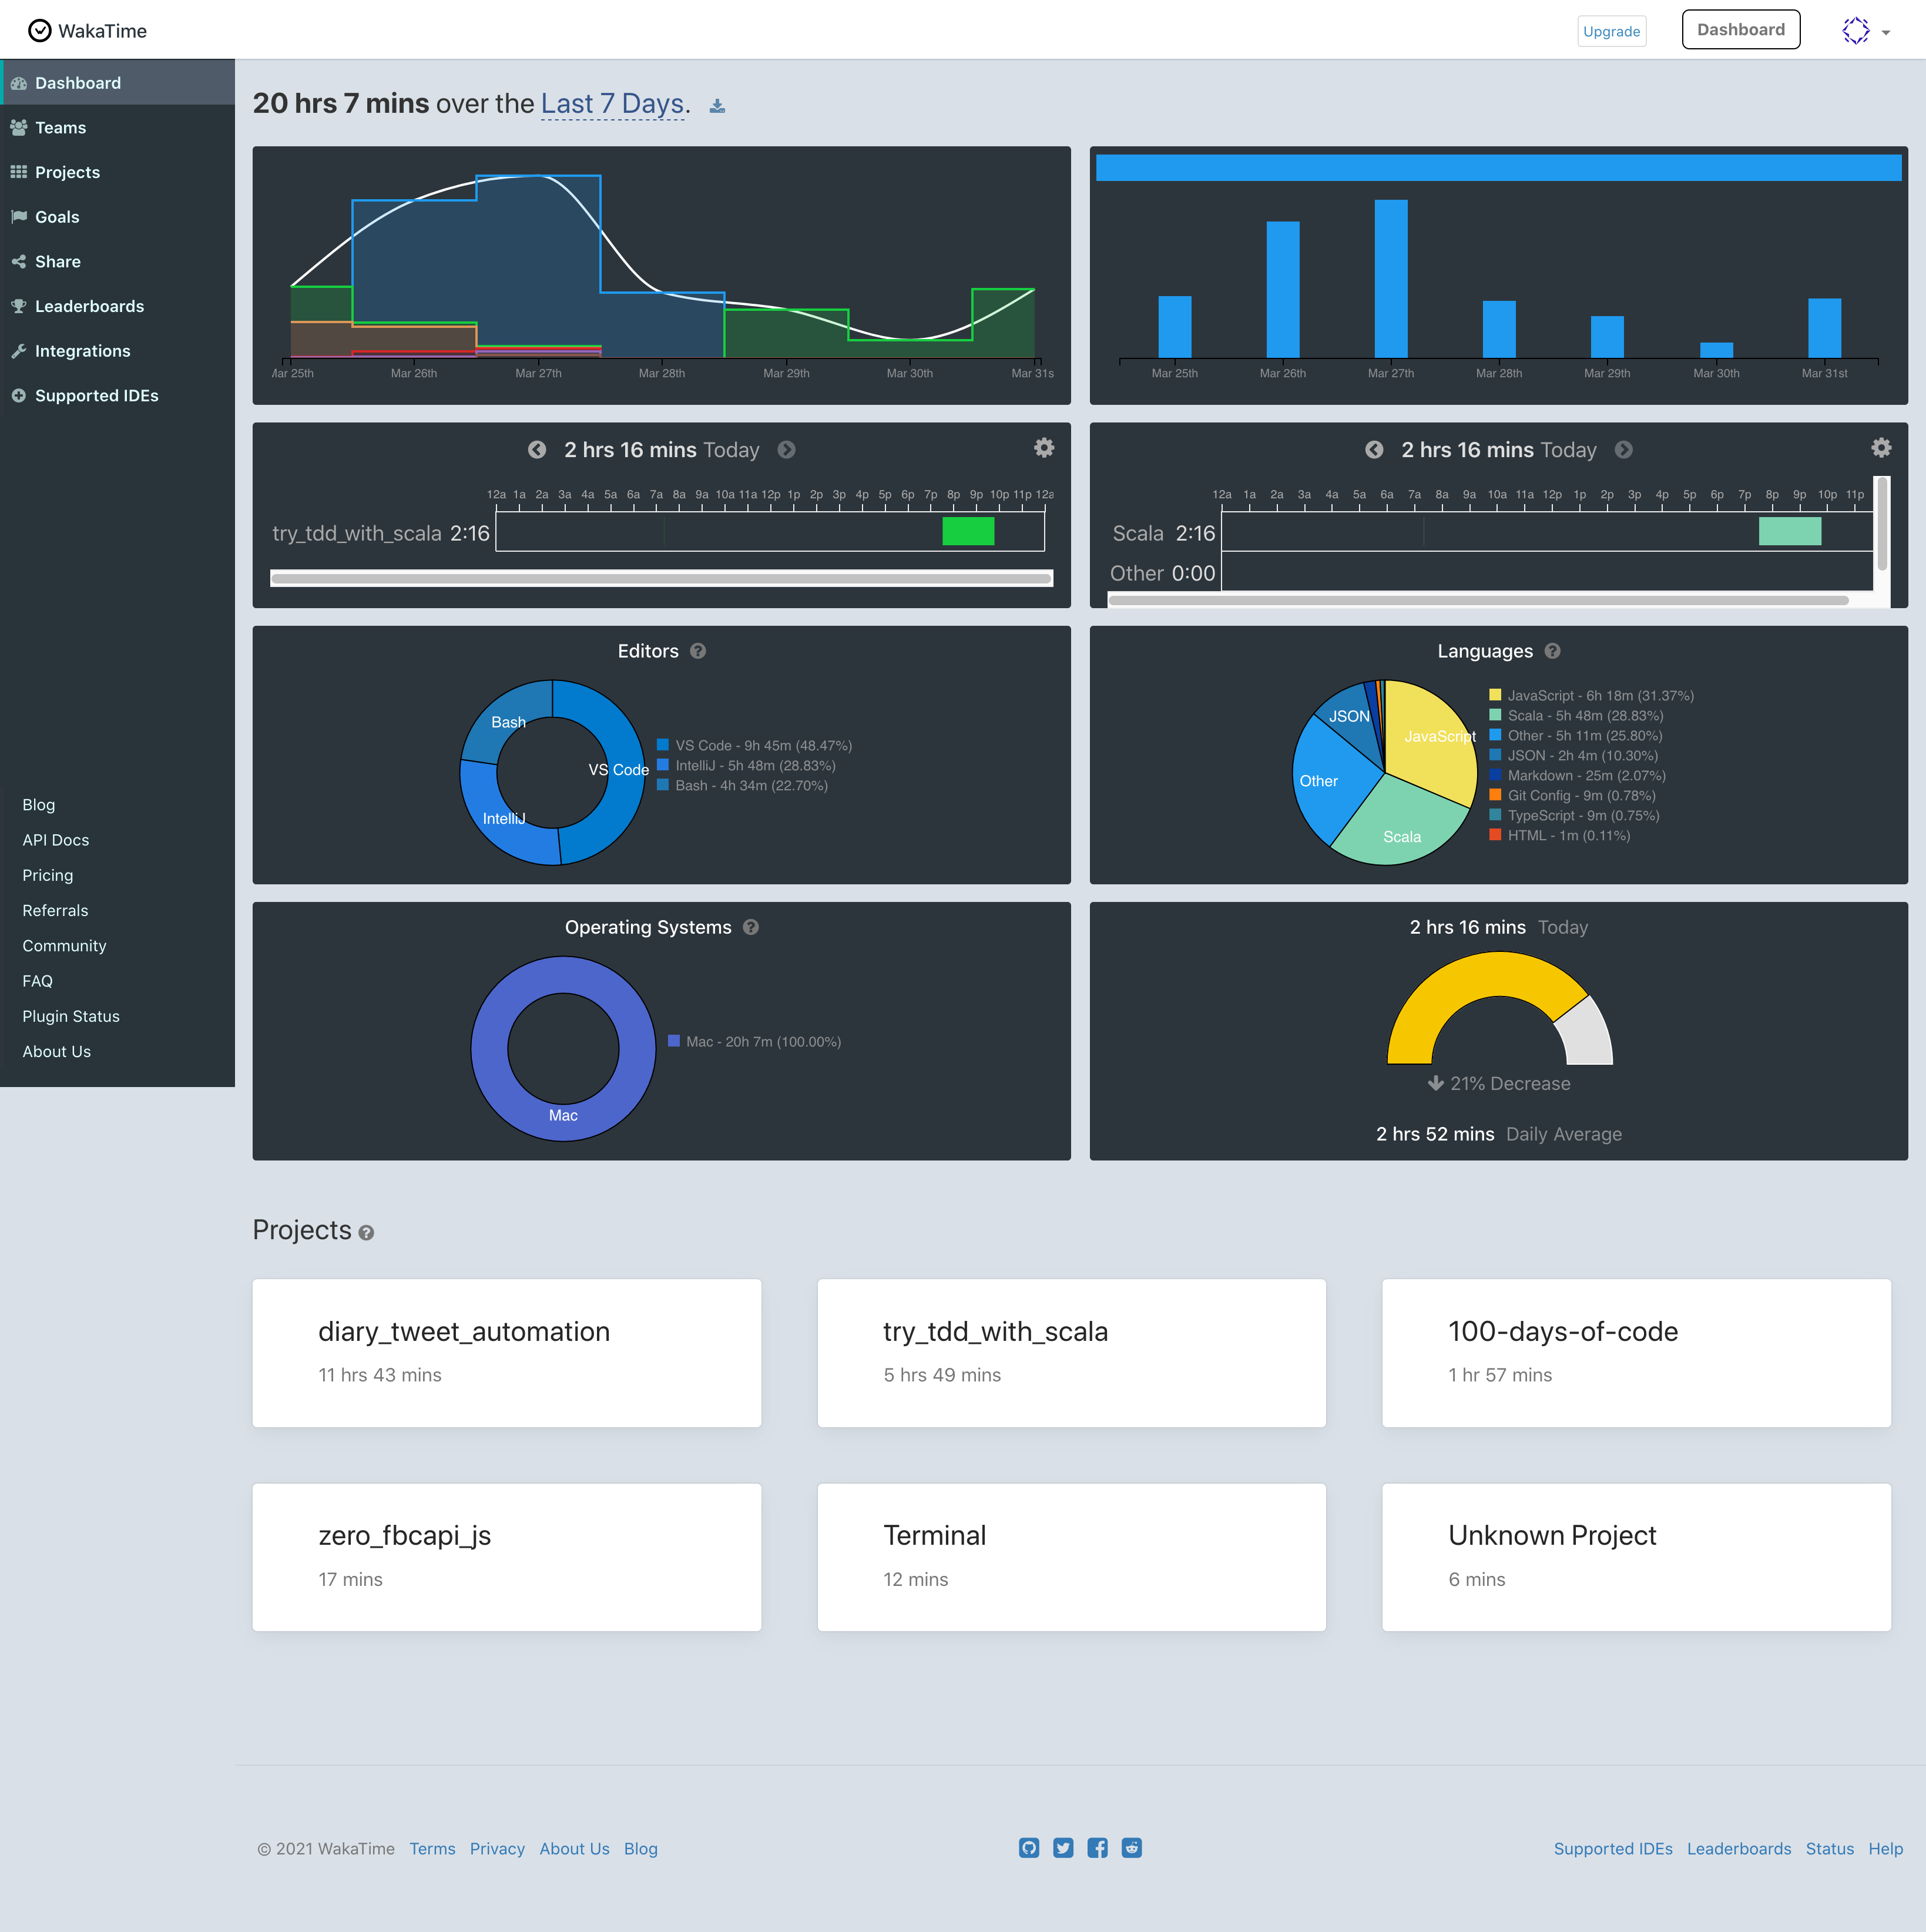 WakaTime
Upgrade
Dashboard
Dashboard
Teams
Projects
Goals
Share
Leaderboards
Integrations
Supported IDEs
Blog
API Docs
Pricing
Referrals
Community
FAQ
Plugin Status
About Us
20 hrs 7 mins over the Last 7 Days.
Mar 25th Mar 26th Mar 27th Mar 28th Mar 29th Mar 30th Mar 31s
Mar 25th Mar 26th Mar 27th Mar 28th Mar 29th Mar 30th Mar 31st
2 hrs 16 mins Today
12a 1a 2a 3a 4a 5a 6a 7a 8a 9a 10a 11a 12p 1p 2p 3p 4p 5p 6p 7p 8p 9p 10p 11p 12a
try_tdd_with_scala 2:16
2 hrs 16 mins Today
12a 1a 2a 3a 4a 5a 6a 7a 8a 9a 10a 11a 12p 1p 2p 3p 4p 5p 6p 7p 8p 9p 10p 11p
Scala 2:16
Other 0:00
Editors ?
Bash
VS Code
IntelliJ
VS Code - 9h 45m (48.47%)
IntelliJ - 5h 48m (28.83%)
Bash - 4h 34m (22.70%)
Languages ?
JSON
JavaScript
Other
Scala
JavaScript - 6h 18m (31.37%)
Scala - 5h 48m (28.83%)
Other - 5h 11m (25.80%)
JSON - 2h 4m (10.30%)
Markdown - 25m (2.07%)
Git Config - 9m (0.78%)
TypeScript - 9m (0.75%)
HTML - 1m (0.11%)
Operating Systems ?
Mac
Mac - 20h 7m (100.00%)
2 hrs 16 mins Today
21% Decrease
2 hrs 52 mins Daily Average
Projects ?
diary_tweet_automation
11 hrs 43 mins
try_tdd_with_scala
5 hrs 49 mins
100-days-of-code
1 hr 57 mins
zero_fbcapi_js
17 mins
Terminal
12 mins
Unknown Project
6 mins
© 2021 WakaTime Terms Privacy About Us Blog
Supported IDEs Leaderboards Status Help